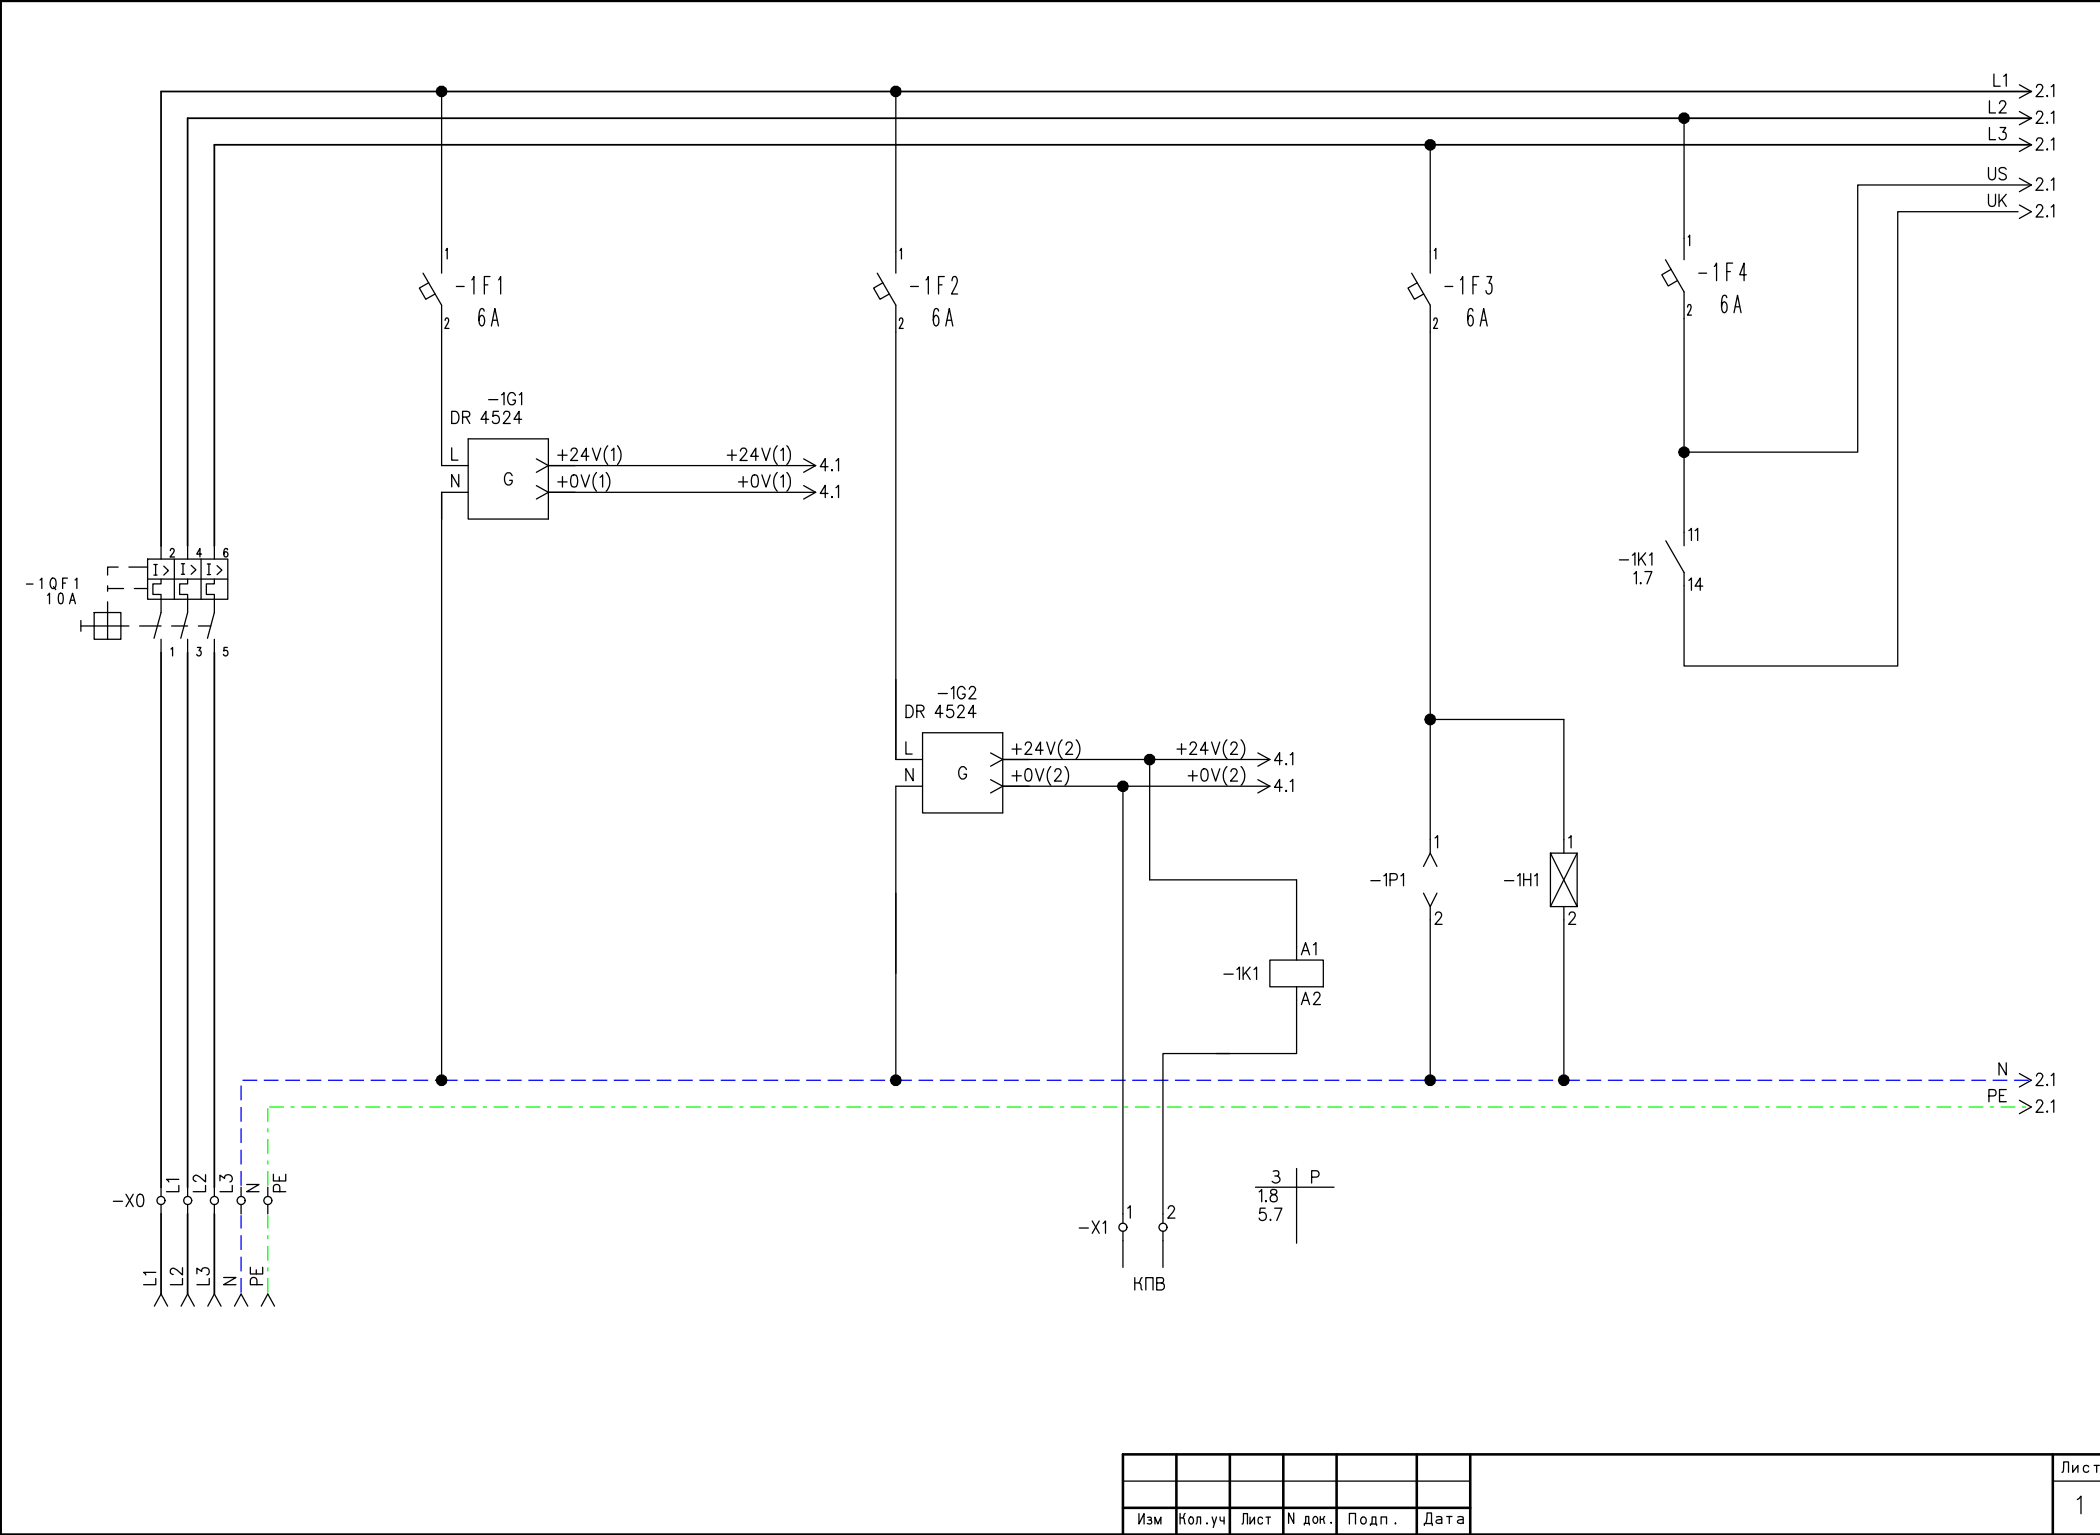 L1 2.1
L2 2.1
L3 2.1
US 2.1
UK 2.1
1 1 1 1
-1F1 -1F2 -1F3 -1F4
6A 6A 6A 6A
2 2 2 2
-1G1
DR 4524
L +24V(1) +24V(1) 4.1
N G +0V(1) +0V(1) 4.1
11
-1K1
1.7
14
2 4 6
I> I> I>
-1QF1
10A
1 3 5
-1G2
DR 4524
L +24V(2) +24V(2) 4.1
N G +0V(2) +0V(2) 4.1
1 1
-1P1 -1H1
2 2
A1
-1K1
A2
N 2.1
PE 2.1
-X0 L1 L2 L3 N PE
3 P
1.8
5.7
-X1 1 2
L1 L2 L3 N PE
КПВ
Изм Кол.уч Лист N док. Подп. Дата
Лист
1